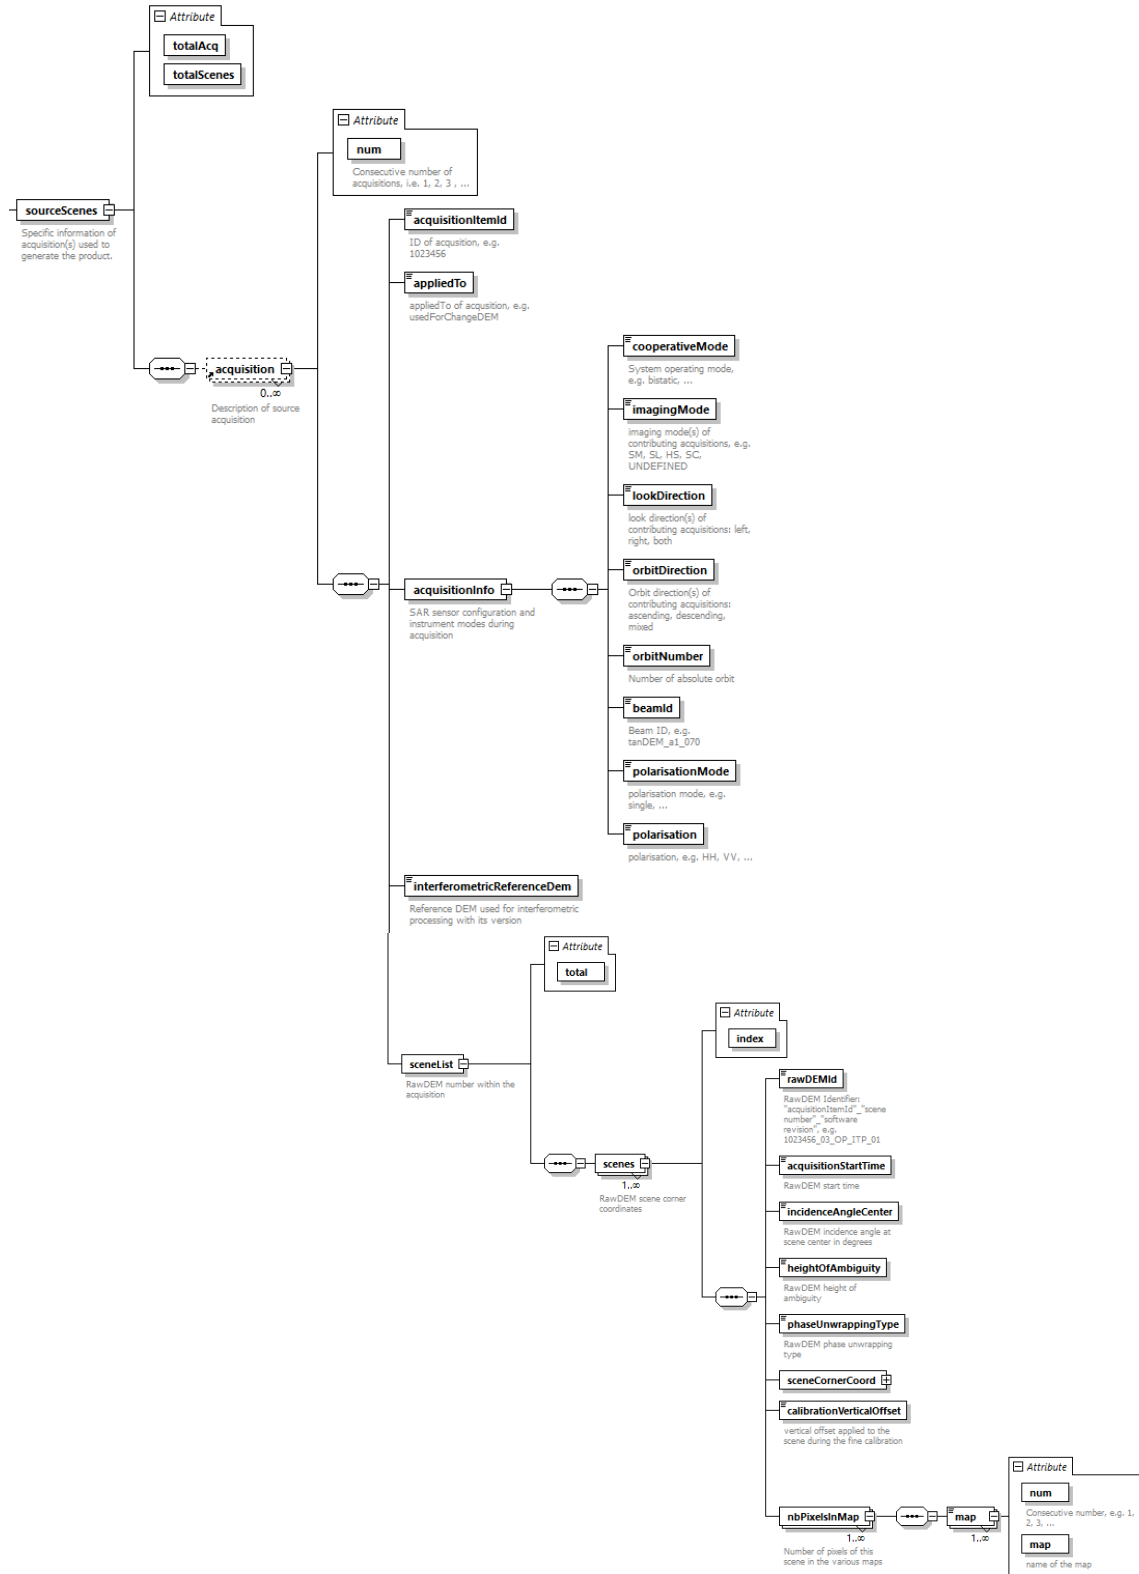 Attribute
totalAcq
totalScenes
Attribute
num
Consecutive number of
acquisitions, i.e. 1, 2, 3 , ...
sourceScenes
Specific information of
acquisition(s) used to
generate the product.
acquisitionItemId
ID of acqusition, e.g.
1023456
appliedTo
appliedTo of acqusition, e.g.
usedForChangeDEM
acquisition
0..∞
Description of source
acquisition
cooperativeMode
System operating mode,
e.g. bistatic, ...
imagingMode
imaging mode(s) of
contributing acquisitions, e.g.
SM, SL, HS, SC,
UNDEFINED
lookDirection
look direction(s) of
contributing acquisitions: left,
right, both
orbitDirection
Orbit direction(s) of
contributing acquisitions:
ascending, descending,
mixed
acquisitionInfo
SAR sensor configuration and
instrument modes during
acquisition
orbitNumber
Number of absolute orbit
beamId
Beam ID, e.g.
tanDEM_a1_070
polarisationMode
polarisation mode, e.g.
single, ...
polarisation
polarisation, e.g. HH, VV, ...
interferometricReferenceDem
Reference DEM used for interferometric
processing with its version
Attribute
total
sceneList
RawDEM number within the
acquisition
Attribute
index
scenes
1..∞
RawDEM scene corner
coordinates
rawDEMId
RawDEM Identifier:
"acquisitionItemId"_"scene
number"_"software
revision", e.g.
1023456_03_OP_ITP_01
acquisitionStartTime
RawDEM start time
incidenceAngleCenter
RawDEM incidence angle at
scene center in degrees
heightOfAmbiguity
RawDEM height of
ambiguity
phaseUnwrappingType
RawDEM phase unwrapping
type
sceneCornerCoord
calibrationVerticalOffset
vertical offset applied to the
scene during the fine calibration
nbPixelsInMap
1..∞
Number of pixels of this
scene in the various maps
map
1..∞
Attribute
num
Consecutive number, e.g. 1,
2, 3, ...
map
name of the map